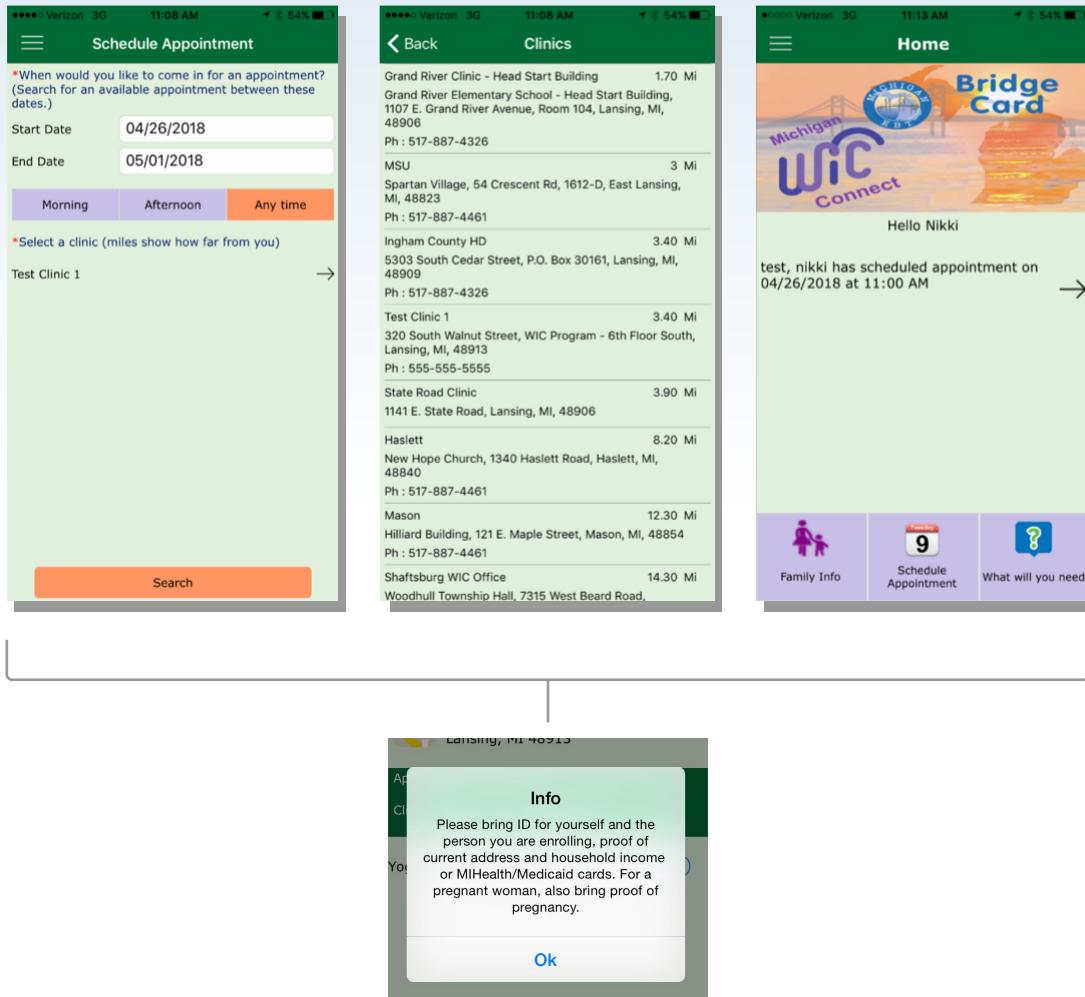 Verizon 3G 11:08 AM 54%
Schedule Appointment
*When would you like to come in for an appointment?
(Search for an available appointment between these
dates.)
Start Date 04/26/2018
End Date 05/01/2018
Morning Afternoon Any time
*Select a clinic (miles show how far from you)
Test Clinic 1
Search
Verizon 3G 11:08 AM 54%
Back Clinics
Grand River Clinic - Head Start Building 1.70 Mi
Grand River Elementary School - Head Start Building,
1107 E. Grand River Avenue, Room 104, Lansing, MI,
48906
Ph : 517-887-4326
MSU 3 Mi
Spartan Village, 54 Crescent Rd, 1612-D, East Lansing,
MI, 48823
Ph : 517-887-4461
Ingham County HD 3.40 Mi
5303 South Cedar Street, P.O. Box 30161, Lansing, MI,
48909
Ph : 517-887-4326
Test Clinic 1 3.40 Mi
320 South Walnut Street, WIC Program - 6th Floor South,
Lansing, MI, 48913
Ph : 555-555-5555
State Road Clinic 3.90 Mi
1141 E. State Road, Lansing, MI, 48906
Haslett 8.20 Mi
New Hope Church, 1340 Haslett Road, Haslett, MI,
48840
Ph : 517-887-4461
Mason 12.30 Mi
Hilliard Building, 121 E. Maple Street, Mason, MI, 48854
Ph : 517-887-4461
Shaftsburg WIC Office 14.30 Mi
Woodhull Township Hall, 7315 West Beard Road,
Verizon 3G 11:13 AM 54%
Home
MICHIGAN
EBT
Bridge
Card
Michigan
WIC
Connect
Hello Nikki
test, nikki has scheduled appointment on
04/26/2018 at 11:00 AM
Tuesday
9
?
Family Info
Schedule
Appointment
What will you need
Lansing, MI 48913
Ap
Cli
Yo
Info
Please bring ID for yourself and the
person you are enrolling, proof of
current address and household income
or MIHealth/Medicaid cards. For a
pregnant woman, also bring proof of
pregnancy.
Ok